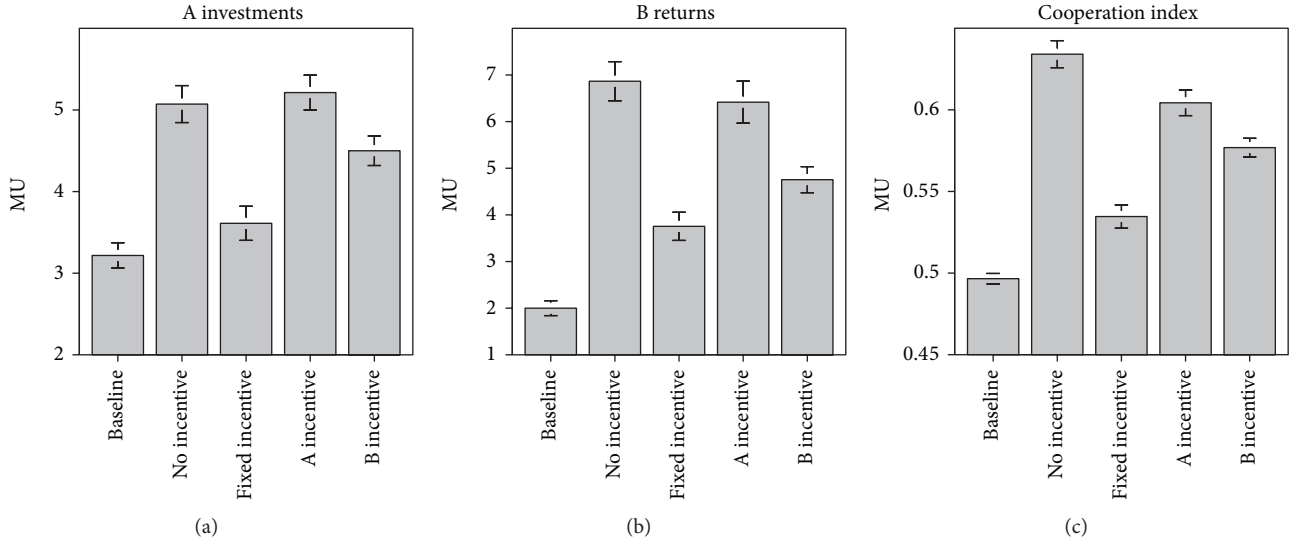 A investments
MU
5
4
3
2
Baseline
No incentive
Fixed incentive
A incentive
B incentive
(a)
B returns
MU
7
6
5
4
3
2
1
Baseline
No incentive
Fixed incentive
A incentive
B incentive
(b)
Cooperation index
MU
0.6
0.55
0.5
0.45
Baseline
No incentive
Fixed incentive
A incentive
B incentive
(c)